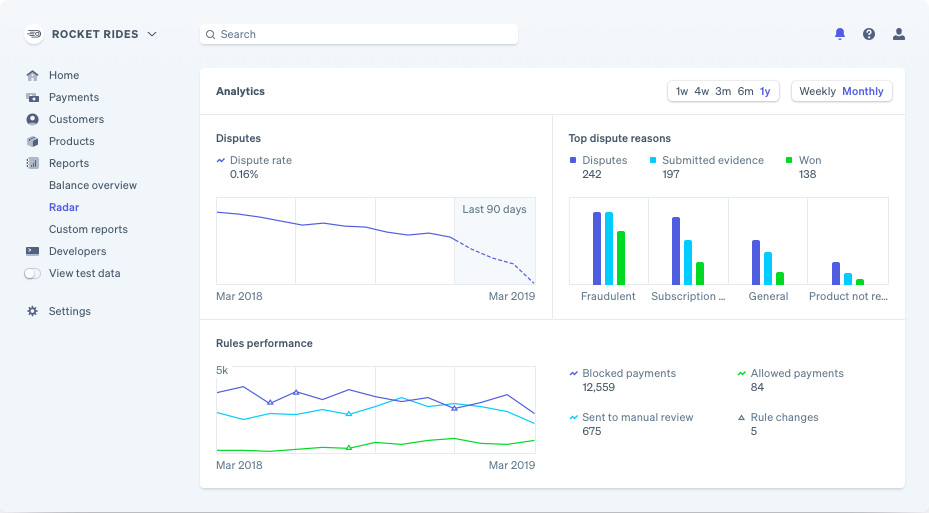 ROCKET RIDES
Search
Home
Payments
Customers
Products
Reports
Balance overview
Radar
Custom reports
Developers
View test data
Settings
Analytics
1w 4w 3m 6m 1y
Weekly Monthly
Disputes
Dispute rate
0.16%
Last 90 days
Mar 2018 Mar 2019
Top dispute reasons
Disputes Submitted evidence Won
242 197 138
Fraudulent Subscription ... General Product not re...
Rules performance
5k
Mar 2018 Mar 2019
Blocked payments Allowed payments
12,559 84
Sent to manual review Rule changes
675 5